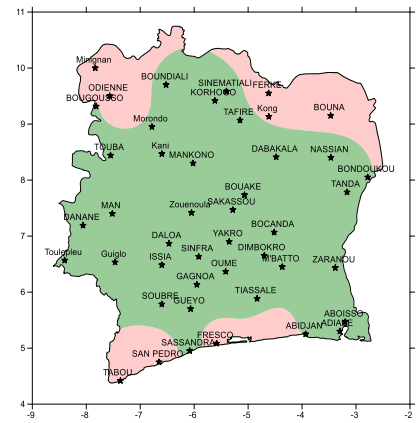 11
10
9
8
7
6
5
4
Minignan
ODIENNE
BOUGOUSSO
BOUNDIALI
SINEMATIALI
FERKE
KORHOGO
Morondo
TAFIRE
Kong
BOUNA
TOUBA
Kani
MANKONO
DABAKALA
NASSIAN
BONDOUKOU
TANDA
BOUAKE
MAN
Zouenoula
SAKASSOU
DANANE
BOCANDA
DALOA
YAKRO
Toulepleu
Guiglo
ISSIA
SINFRA
DIMBOKRO
M'BATTO
ZARANOU
OUME
GAGNOA
SOUBRE
GUEYO
TIASSALE
ABOISSO
ADIAKE
ABIDJAN
FRESCO
SASSANDRA
SAN PEDRO
TABOU
-9 -8 -7 -6 -5 -4 -3 -2